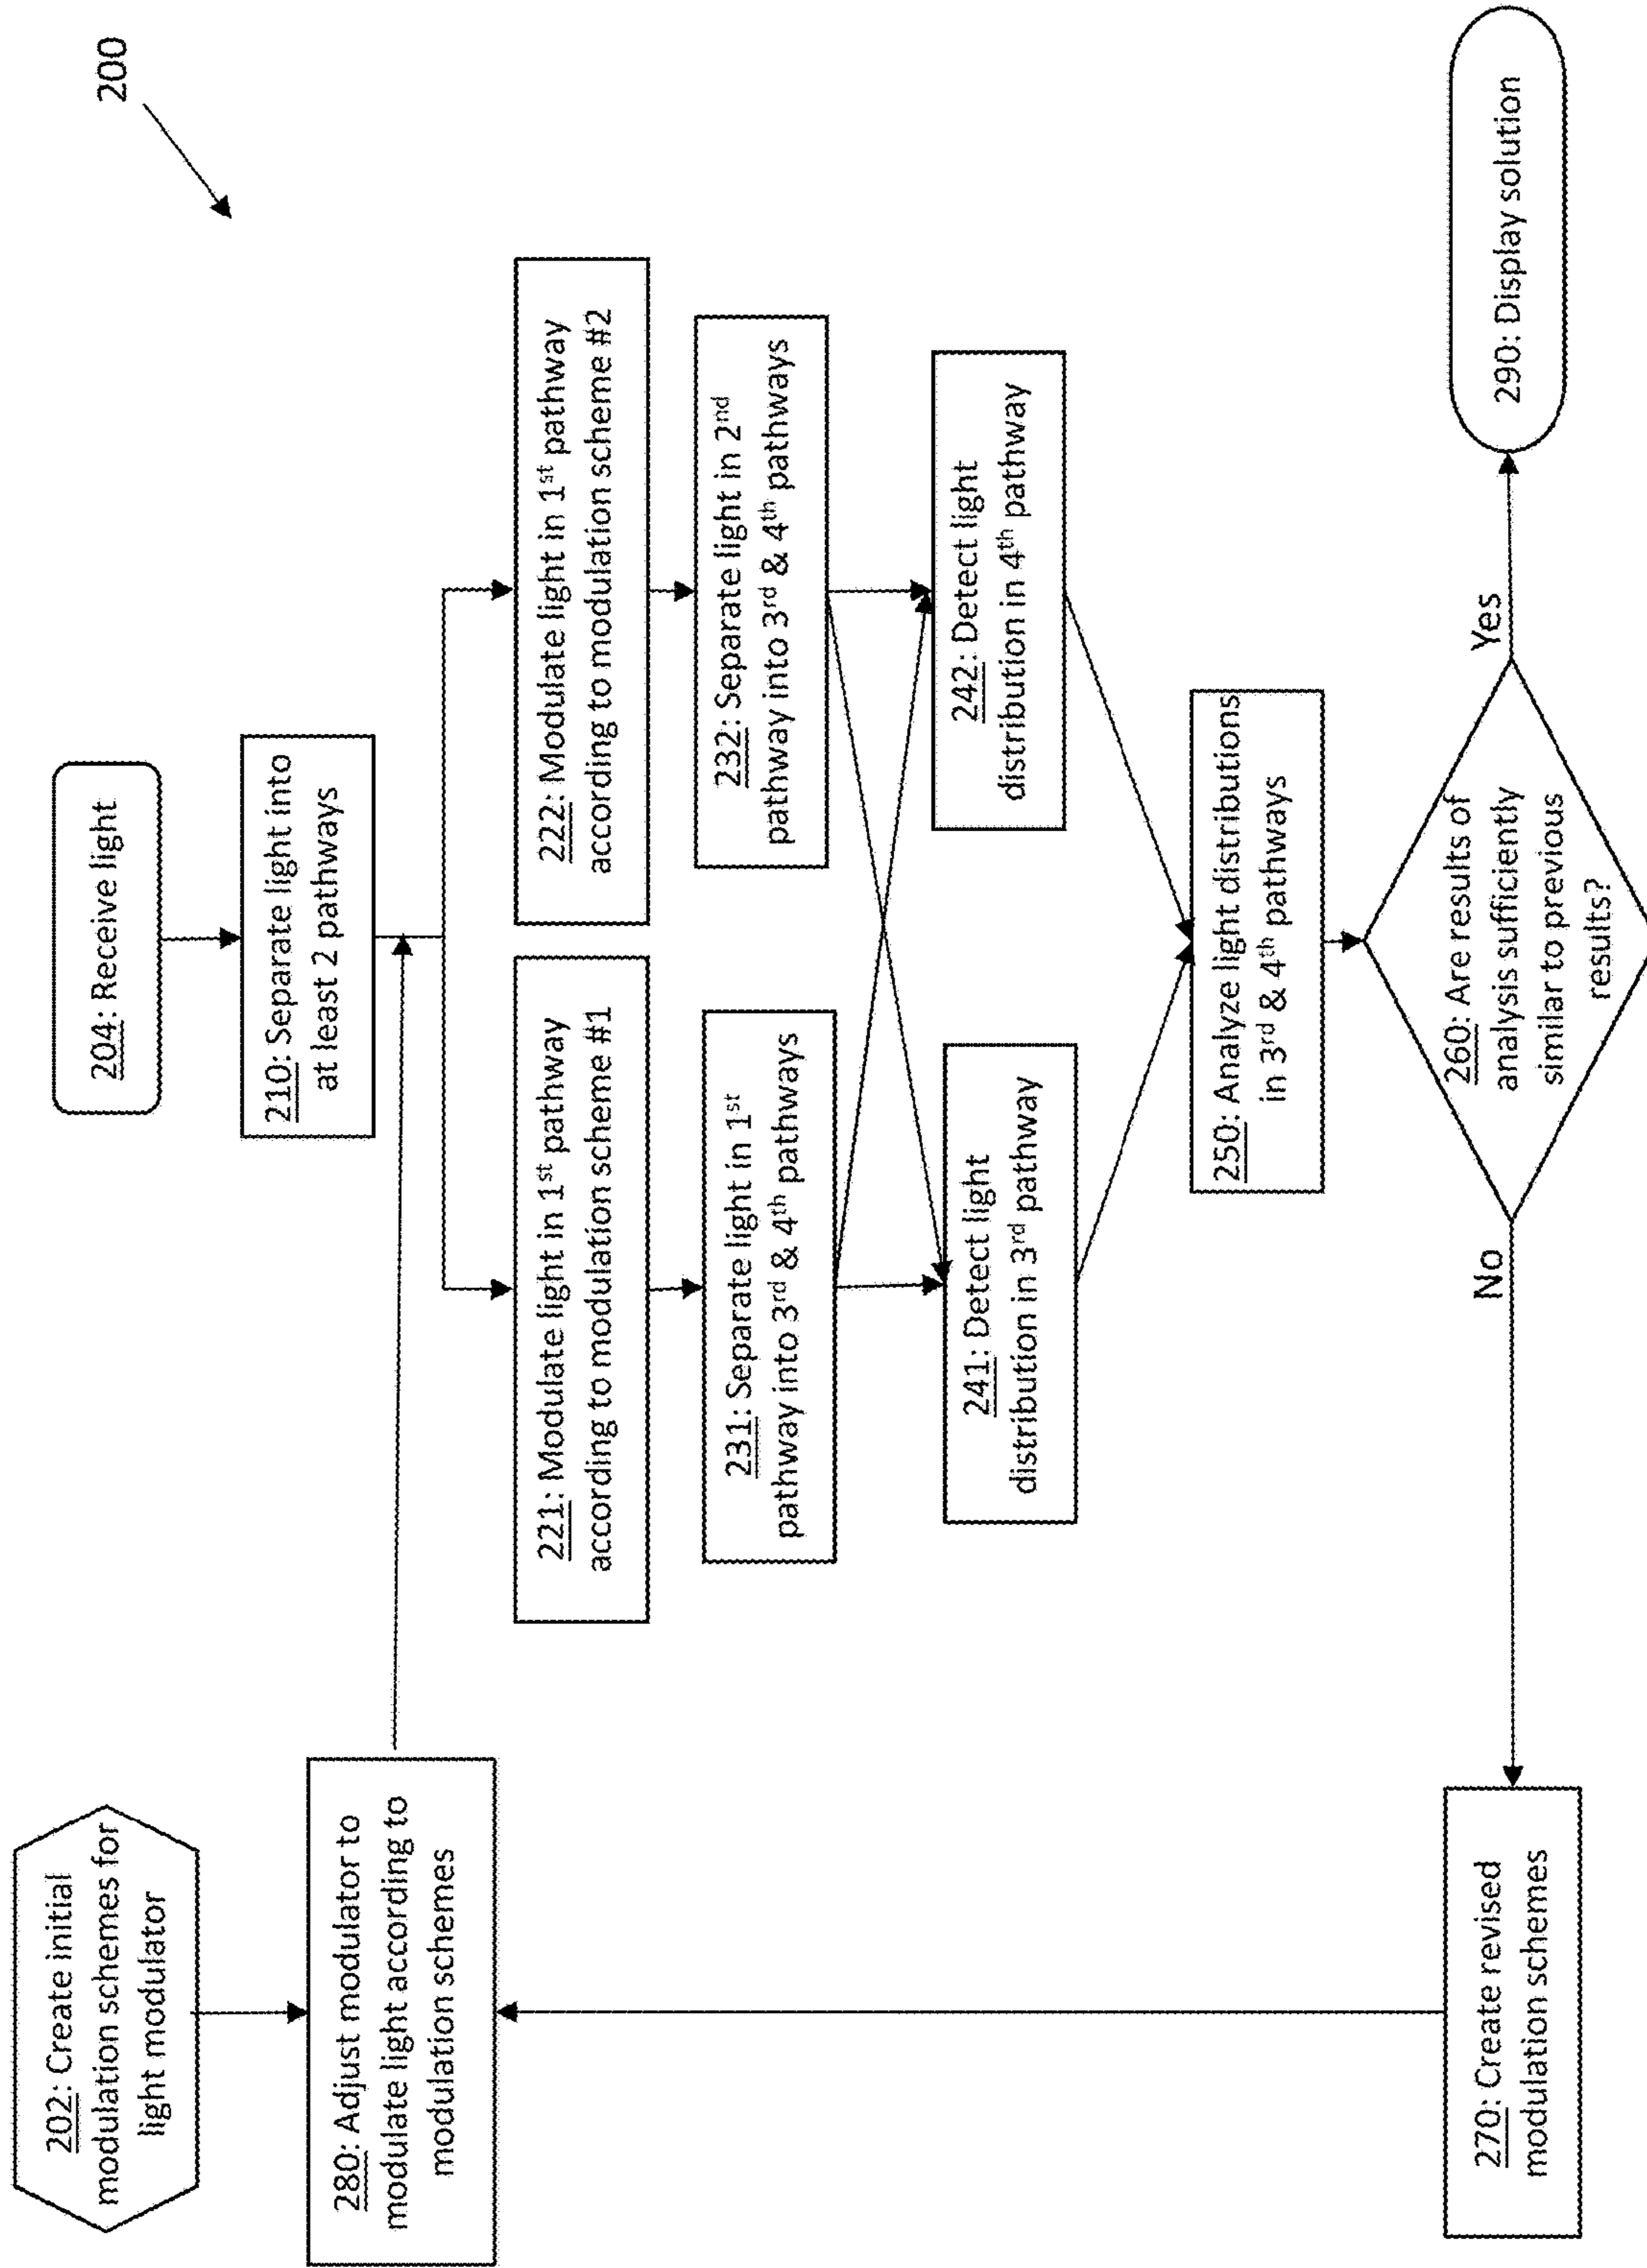 200
202: Create initial
modulation schemes for
light modulator
204: Receive light
280: Adjust modulator to
modulate light according to
modulation schemes
210: Separate light into
at least 2 pathways
221: Modulate light in 1st pathway
according to modulation scheme #1
222: Modulate light in 1st pathway
according to modulation scheme #2
231: Separate light in 1st
pathway into 3rd & 4th pathways
232: Separate light in 2nd
pathway into 3rd & 4th pathways
241: Detect light
distribution in 3rd pathway
242: Detect light
distribution in 4th pathway
250: Analyze light distributions
in 3rd & 4th pathways
260: Are results of
analysis sufficiently
similar to previous
results?
No
Yes
270: Create revised
modulation schemes
290: Display solution